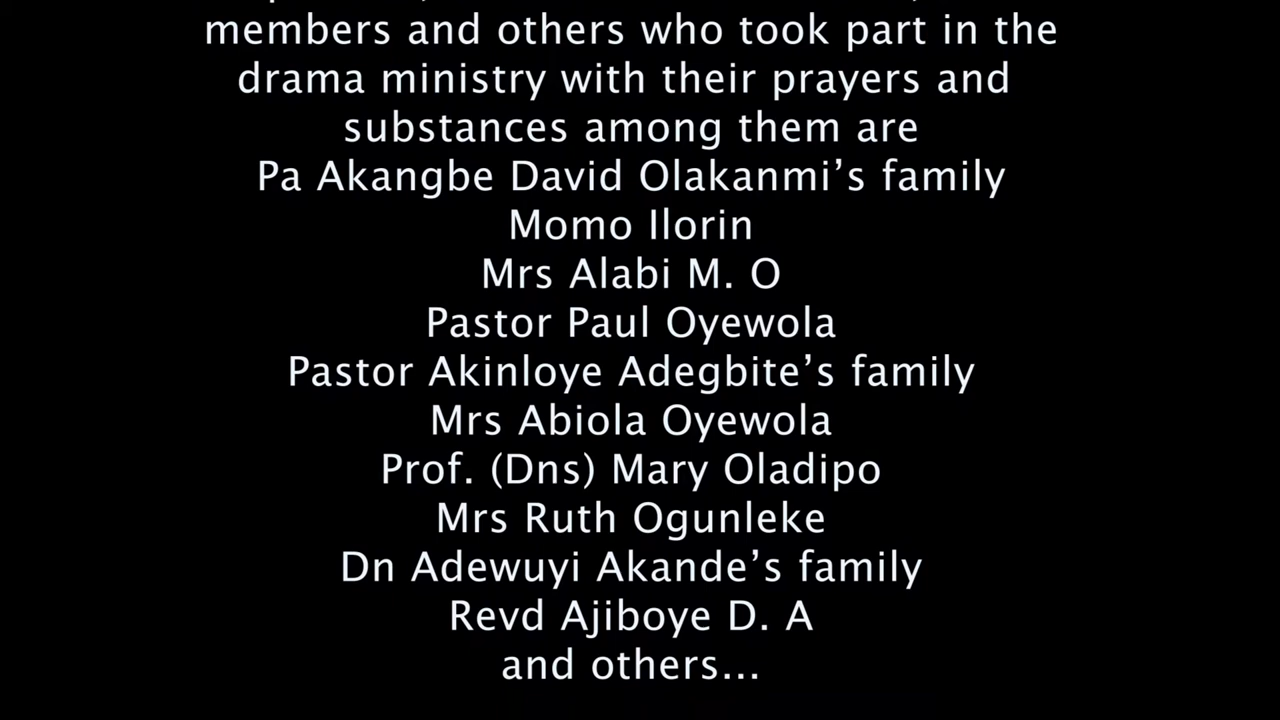 members and others who took part in the
drama ministry with their prayers and
substances among them are
Pa Akangbe David Olakanmi’s family
Momo Ilorin
Mrs Alabi M. O
Pastor Paul Oyewola
Pastor Akinloye Adegbite’s family
Mrs Abiola Oyewola
Prof. (Dns) Mary Oladipo
Mrs Ruth Ogunleke
Dn Adewuyi Akande’s family
Revd Ajiboye D. A
and others...